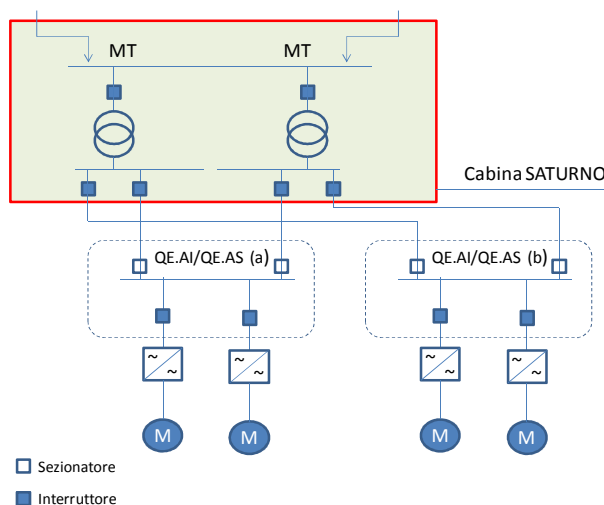 MT MT
Cabina SATURNO
QE.AI/QE.AS (a) QE.AI/QE.AS (b)
~ ~ ~ ~
~ ~ ~ ~
M M M M
Sezionatore
Interruttore